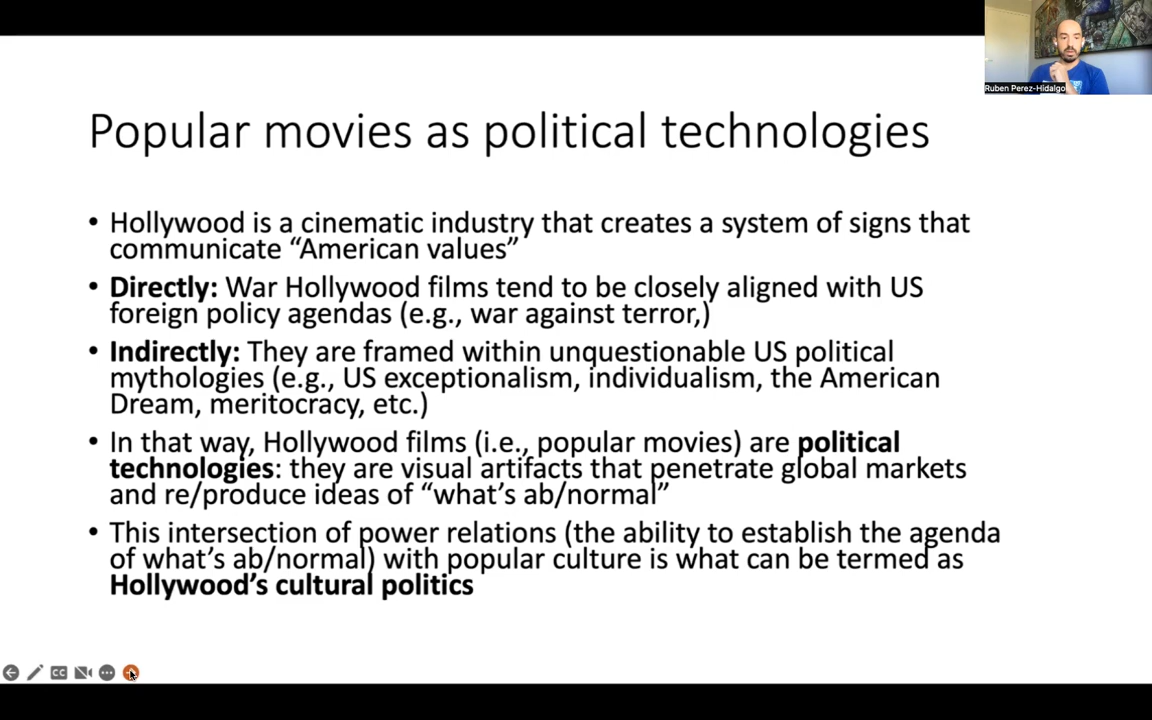 Ruben Perez-Hidalgo
Popular movies as political technologies
• Hollywood is a cinematic industry that creates a system of signs that
communicate “American values”
• Directly: War Hollywood films tend to be closely aligned with US
foreign policy agendas (e.g., war against terror,)
• Indirectly: They are framed within unquestionable US political
mythologies (e.g., US exceptionalism, individualism, the American
Dream, meritocracy, etc.)
• In that way, Hollywood films (i.e., popular movies) are political
technologies: they are visual artifacts that penetrate global markets
and re/produce ideas of “what’s ab/normal”
• This intersection of power relations (the ability to establish the agenda
of what’s ab/normal) with popular culture is what can be termed as
Hollywood’s cultural politics
CC